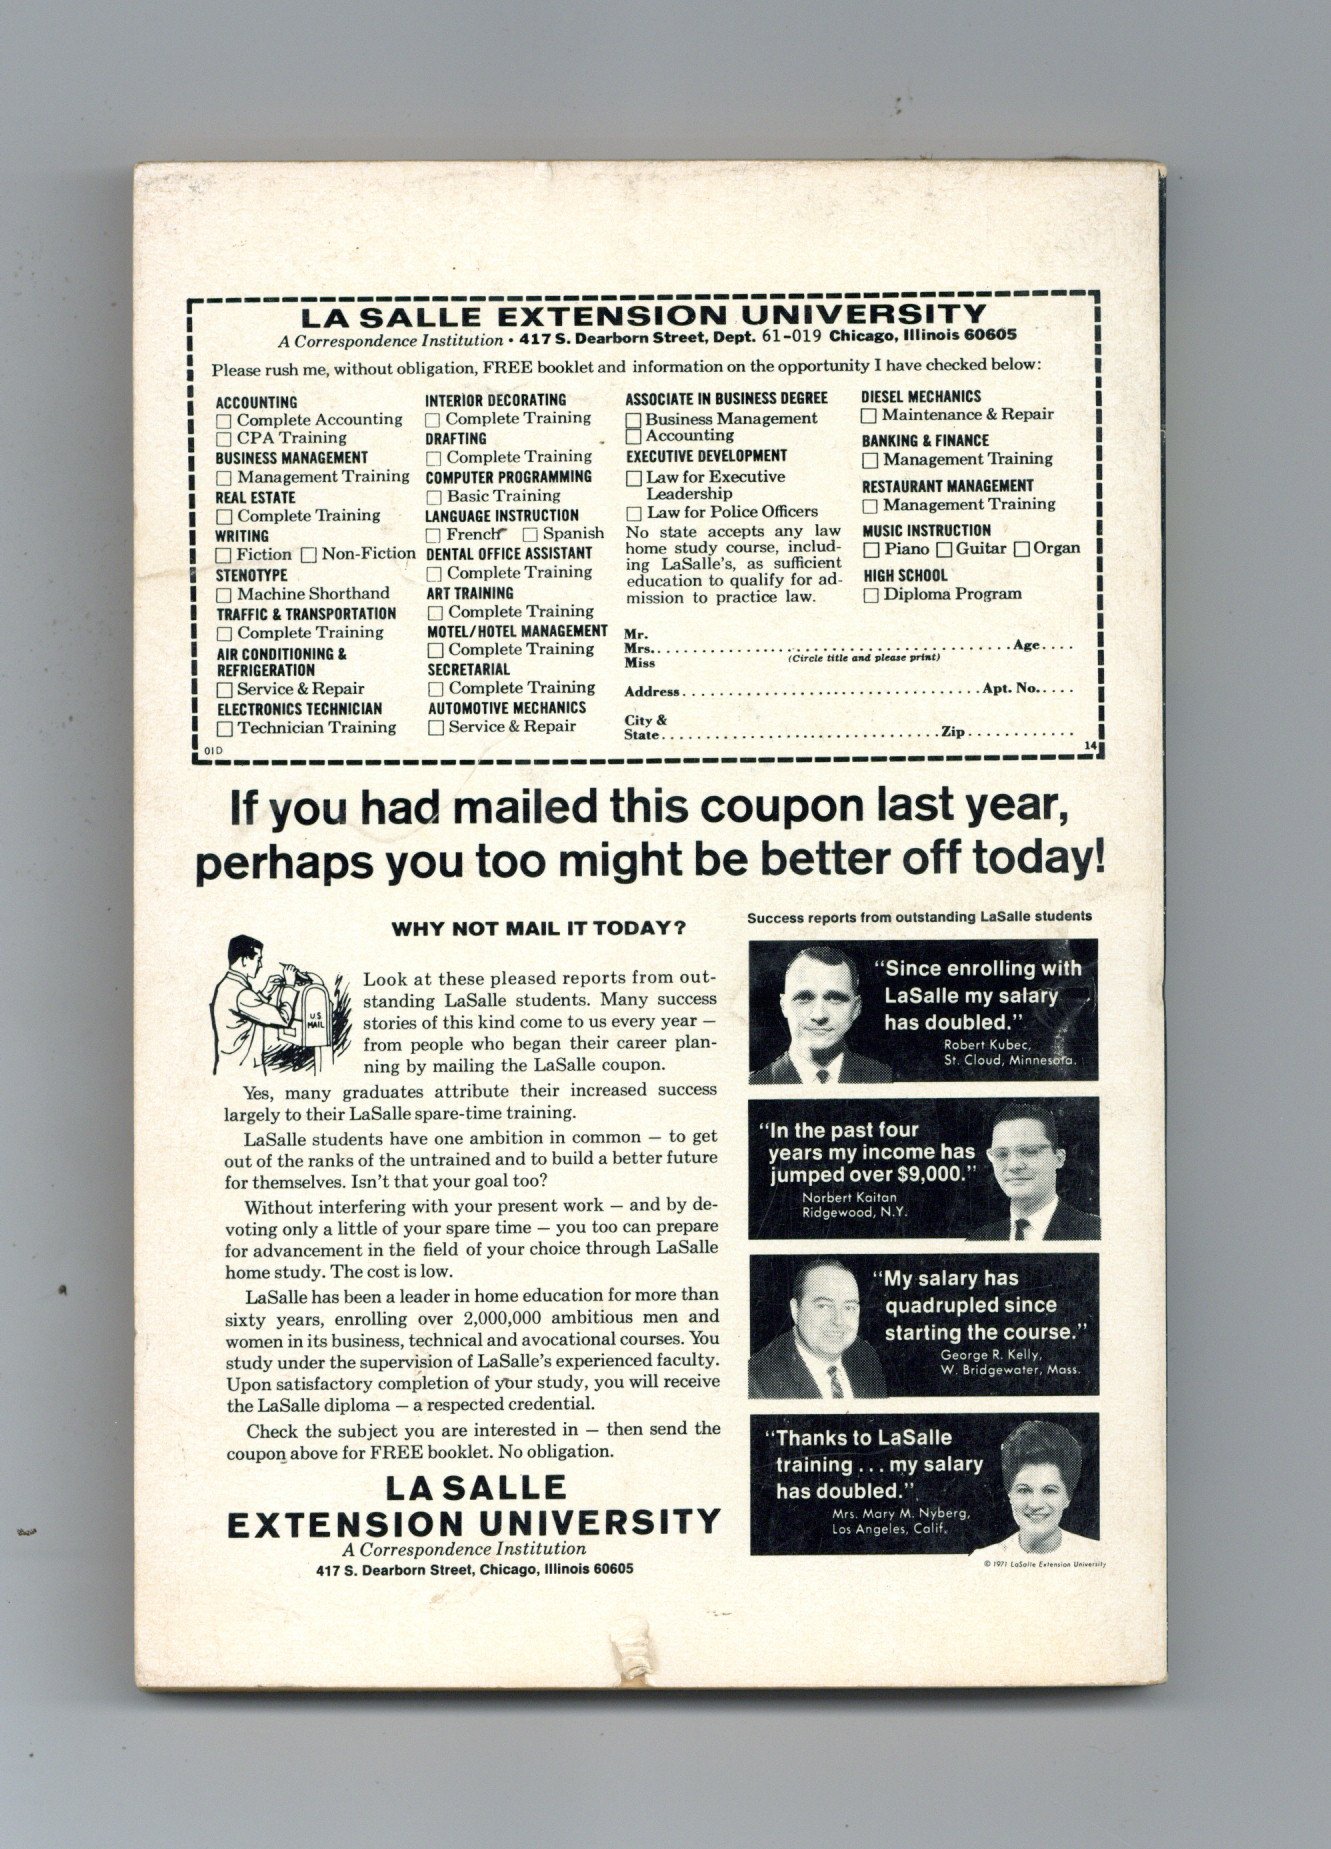 LA SALLE EXTENSION UNIVERSITY
A Correspondence Institution • 417 S. Dearborn Street, Dept. 61-019 Chicago, Illinois 60605
Please rush me, without obligation, FREE booklet and information on the opportunity I have checked below:
ACCOUNTING
☐ Complete Accounting
☐ CPA Training
BUSINESS MANAGEMENT
☐ Management Training
REAL ESTATE
☐ Complete Training
WRITING
☐ Fiction ☐ Non-Fiction
STENOTYPE
☐ Machine Shorthand
TRAFFIC & TRANSPORTATION
☐ Complete Training
AIR CONDITIONING &
REFRIGERATION
☐ Service & Repair
ELECTRONICS TECHNICIAN
☐ Technician Training
01D
INTERIOR DECORATING
☐ Complete Training
DRAFTING
☐ Complete Training
COMPUTER PROGRAMMING
☐ Basic Training
LANGUAGE INSTRUCTION
☐ French ☐ Spanish
DENTAL OFFICE ASSISTANT
☐ Complete Training
ART TRAINING
☐ Complete Training
MOTEL/HOTEL MANAGEMENT
☐ Complete Training
SECRETARIAL
☐ Complete Training
AUTOMOTIVE MECHANICS
☐ Service & Repair
ASSOCIATE IN BUSINESS DEGREE
☐ Business Management
☐ Accounting
EXECUTIVE DEVELOPMENT
☐ Law for Executive
Leadership
☐ Law for Police Officers
No state accepts any law
home study course, includ-
ing LaSalle's, as sufficient
education to qualify for ad-
mission to practice law.
DIESEL MECHANICS
☐ Maintenance & Repair
BANKING & FINANCE
☐ Management Training
RESTAURANT MANAGEMENT
☐ Management Training
MUSIC INSTRUCTION
☐ Piano ☐ Guitar ☐ Organ
HIGH SCHOOL
☐ Diploma Program
Mr.
Mrs. Age
Miss (Circle title and please print)
Address Apt. No.
City &
State Zip
14
If you had mailed this coupon last year,
perhaps you too might be better off today!
WHY NOT MAIL IT TODAY?
U.S
MAIL
Look at these pleased reports from out-
standing LaSalle students. Many success
stories of this kind come to us every year —
from people who began their career plan-
ning by mailing the LaSalle coupon.
Yes, many graduates attribute their increased success
largely to their LaSalle spare-time training.
LaSalle students have one ambition in common — to get
out of the ranks of the untrained and to build a better future
for themselves. Isn't that your goal too?
Without interfering with your present work — and by de-
voting only a little of your spare time — you too can prepare
for advancement in the field of your choice through LaSalle
home study. The cost is low.
LaSalle has been a leader in home education for more than
sixty years, enrolling over 2,000,000 ambitious men and
women in its business, technical and avocational courses. You
study under the supervision of LaSalle's experienced faculty.
Upon satisfactory completion of your study, you will receive
the LaSalle diploma — a respected credential.
Check the subject you are interested in — then send the
coupon above for FREE booklet. No obligation.
LA SALLE
EXTENSION UNIVERSITY
A Correspondence Institution
417 S. Dearborn Street, Chicago, Illinois 60605
Success reports from outstanding LaSalle students
"Since enrolling with
LaSalle my salary
has doubled."
Robert Kubec,
St. Cloud, Minnesota.
"In the past four
years my income has
jumped over $9,000."
Norbert Kaitan
Ridgewood, N.Y.
"My salary has
quadrupled since
starting the course."
George R. Kelly,
W. Bridgewater, Mass.
"Thanks to LaSalle
training . . . my salary
has doubled."
Mrs. Mary M. Nyberg,
Los Angeles, Calif.
© 1971 LaSalle Extension University